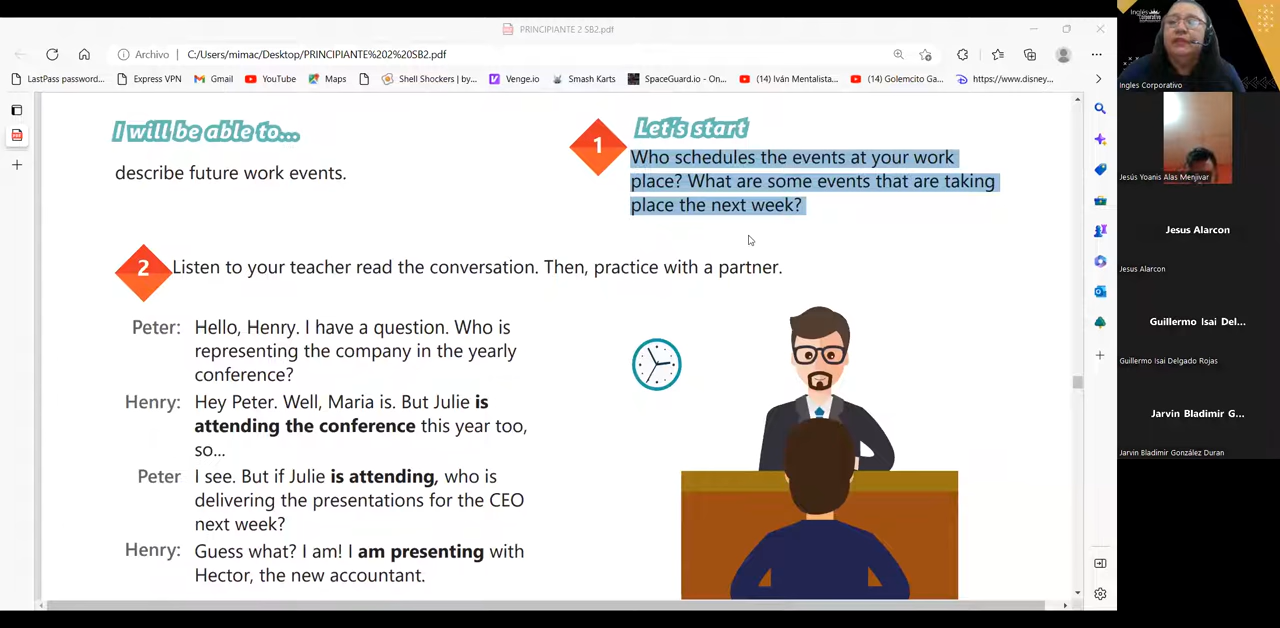 PRINCIPIANTE 2 SB2.pdf
Archivo
C:/Users/mimac/Desktop/PRINCIPIANTE%202%20SB2.pdf
LastPass password...
Express VPN
Gmail
YouTube
Maps
Shell Shockers | by...
Venge.io
Smash Karts
SpaceGuard.io - On...
(14) Iván Mentalista...
(14) Golemcito Ga...
https://www.disney...
I will be able to...
describe future work events.
1
Let's start
Who schedules the events at your work
place? What are some events that are taking
place the next week?
2
Listen to your teacher read the conversation. Then, practice with a partner.
Peter: Hello, Henry. I have a question. Who is
representing the company in the yearly
conference?
Henry: Hey Peter. Well, Maria is. But Julie is
attending the conference this year too,
so...
Peter I see. But if Julie is attending, who is
delivering the presentations for the CEO
next week?
Henry: Guess what? I am! I am presenting with
Hector, the new accountant.
Inglés
Corporativo
Ingles Corporativo
Jesús Yoanis Alas Menjivar
Jesus Alarcon
Jesus Alarcon
Guillermo Isai Del...
Guillermo Isai Delgado Rojas
Jarvin Bladimir G...
Jarvin Bladimir González Duran